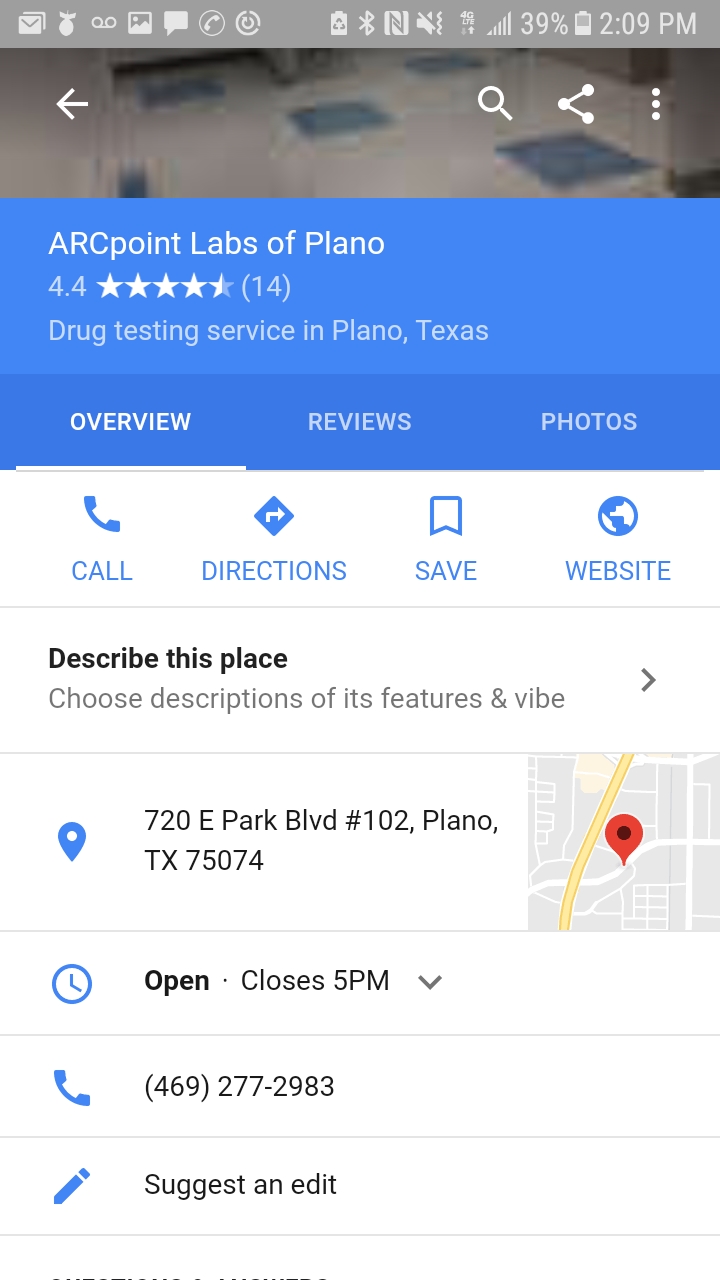 4G
LTE
39% 2:09 PM
ARCpoint Labs of Plano
4.4 (14)
Drug testing service in Plano, Texas
OVERVIEW REVIEWS PHOTOS
CALL DIRECTIONS SAVE WEBSITE
Describe this place
Choose descriptions of its features & vibe
720 E Park Blvd #102, Plano,
TX 75074
Open · Closes 5PM
(469) 277-2983
Suggest an edit